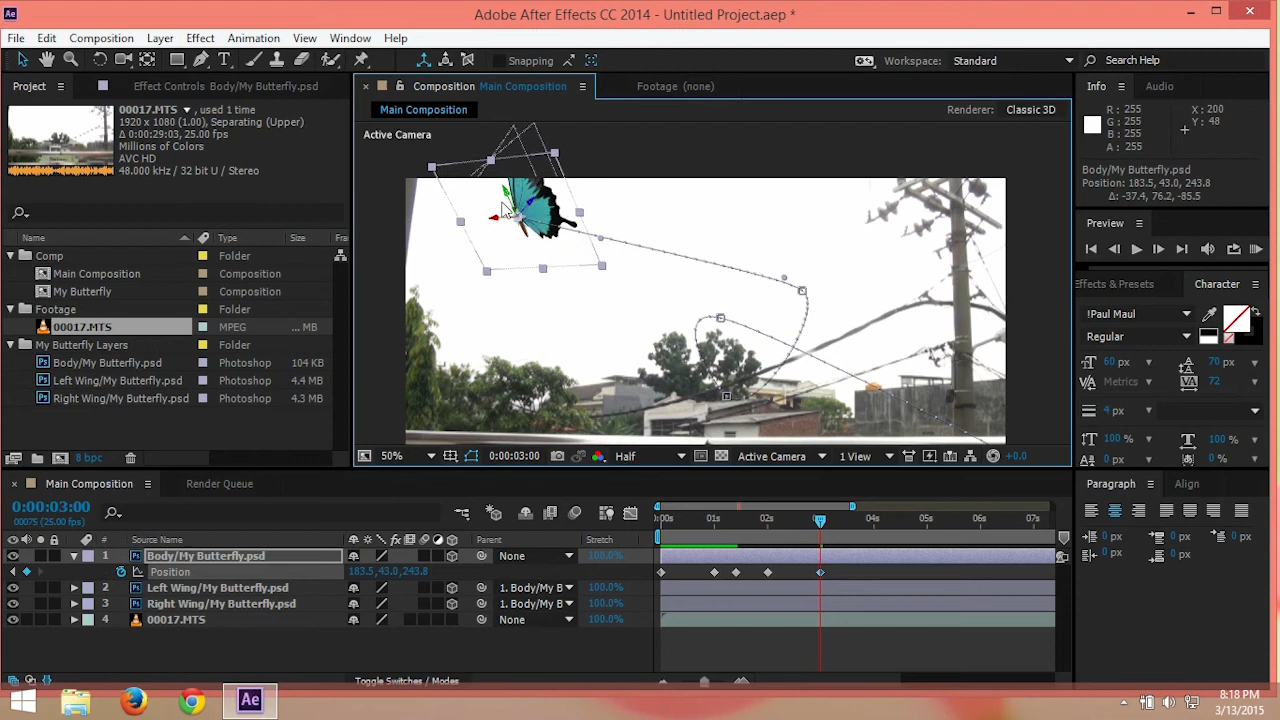 Ae
Adobe After Effects CC 2014 - Untitled Project.aep *
File Edit Composition Layer Effect Animation View Window Help
Snapping
Workspace: Standard
Search Help
Project
Effect Controls: Body/My Butterfly.psd
Composition Main Composition
Footage (none)
Info
Audio
00017.MTS , used 1 time
1920 x 1080 (1.00), Separating (Upper)
Δ 0:00:29:03, 25.00 fps
Millions of Colors
AVC HD
48.000 kHz / 32 bit U / Stereo
Main Composition
Renderer: Classic 3D
Active Camera
R : 255
G : 255
B : 255
A : 255
X : 200
Y : 48
Body/My Butterfly.psd
Position: 183.5, 43.0, 243.8
Δ: -37.4, 76.2, -85.5
Name Type Size Fra
Comp Folder
Main Composition Composition
My Butterfly Composition
Footage Folder
00017.MTS MPEG ... MB
My Butterfly Layers Folder
Body/My Butterfly.psd Photoshop 104 KB
Left Wing/My Butterfly.psd Photoshop 4.4 MB
Right Wing/My Butterfly.psd Photoshop 4.3 MB
Preview
Effects & Presets
Character
!Paul Maul
Regular
60 px
70 px
Metrics
72
4 px
100 %
100 %
0 px
0 %
8 bpc
50%
0:00:03:00
Half
Active Camera
1 View
+0.0
Main Composition
Render Queue
Paragraph
Align
0:00:03:00
00075 (25.00 fps)
# Source Name Parent Stretch
:00s 01s 02s 04s 05s 06s 07s
1 Body/My Butterfly.psd None 100.0%
Position 183.5,43.0,243.8
2 Left Wing/My Butterfly.psd 1. Body/My B 100.0%
3 Right Wing/My Butterfly.psd 1. Body/My B 100.0%
4 00017.MTS None 100.0%
0 px
0 px
0 px
0 px
0 px
Toggle Switches / Modes
Ae
8:18 PM
3/13/2015